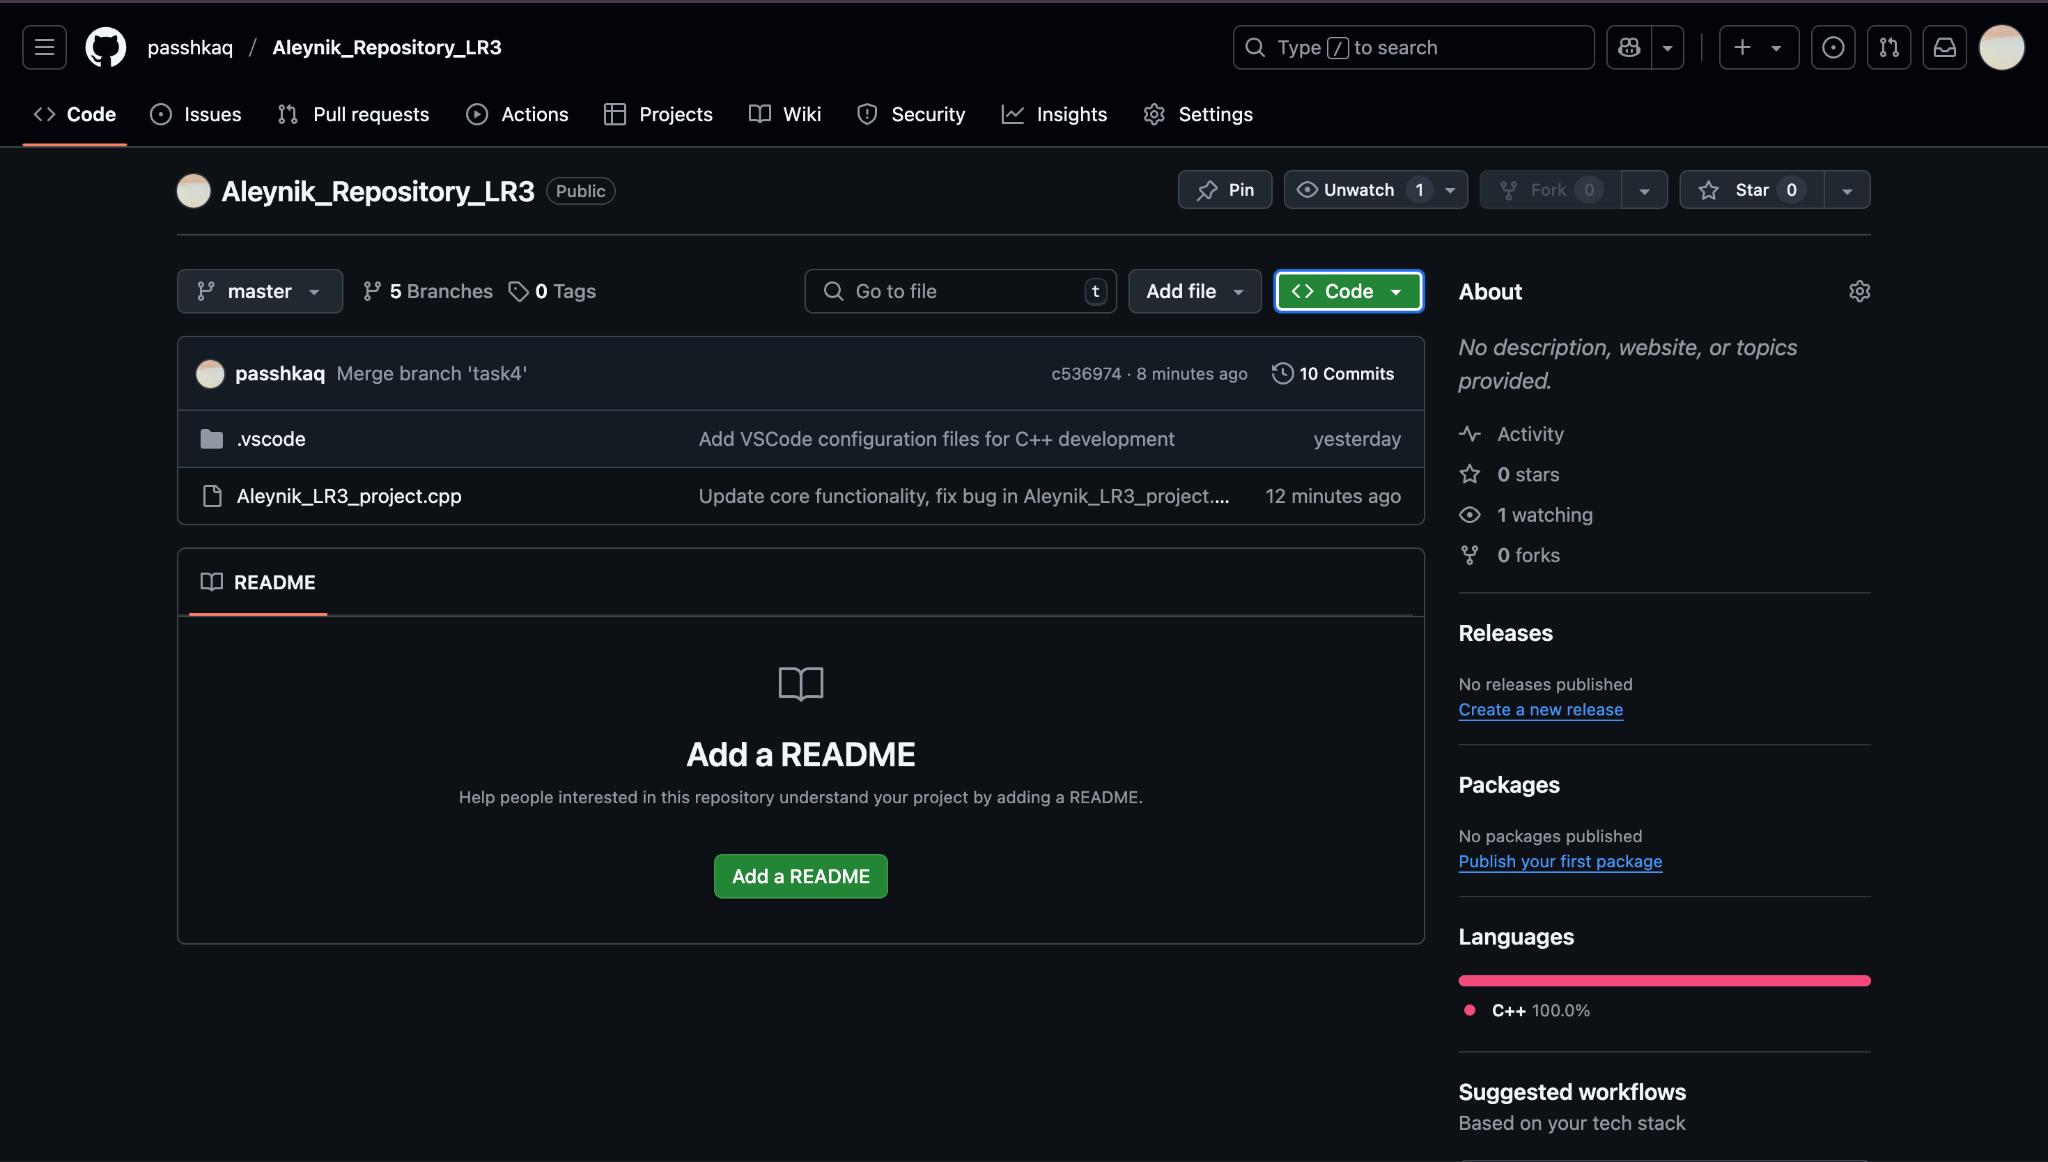 passhkaq / Aleynik_Repository_LR3
Type / to search
Code Issues Pull requests Actions Projects Wiki Security Insights Settings
Aleynik_Repository_LR3 Public
Pin Unwatch 1 Fork 0 Star 0
master 5 Branches 0 Tags
Go to file t Add file Code
passhkaq Merge branch 'task4' c536974 · 8 minutes ago 10 Commits
.vscode Add VSCode configuration files for C++ development yesterday
Aleynik_LR3_project.cpp Update core functionality, fix bug in Aleynik_LR3_project.... 12 minutes ago
README
Add a README
Help people interested in this repository understand your project by adding a README.
Add a README
About
No description, website, or topics
provided.
Activity
0 stars
1 watching
0 forks
Releases
No releases published
Create a new release
Packages
No packages published
Publish your first package
Languages
C++ 100.0%
Suggested workflows
Based on your tech stack